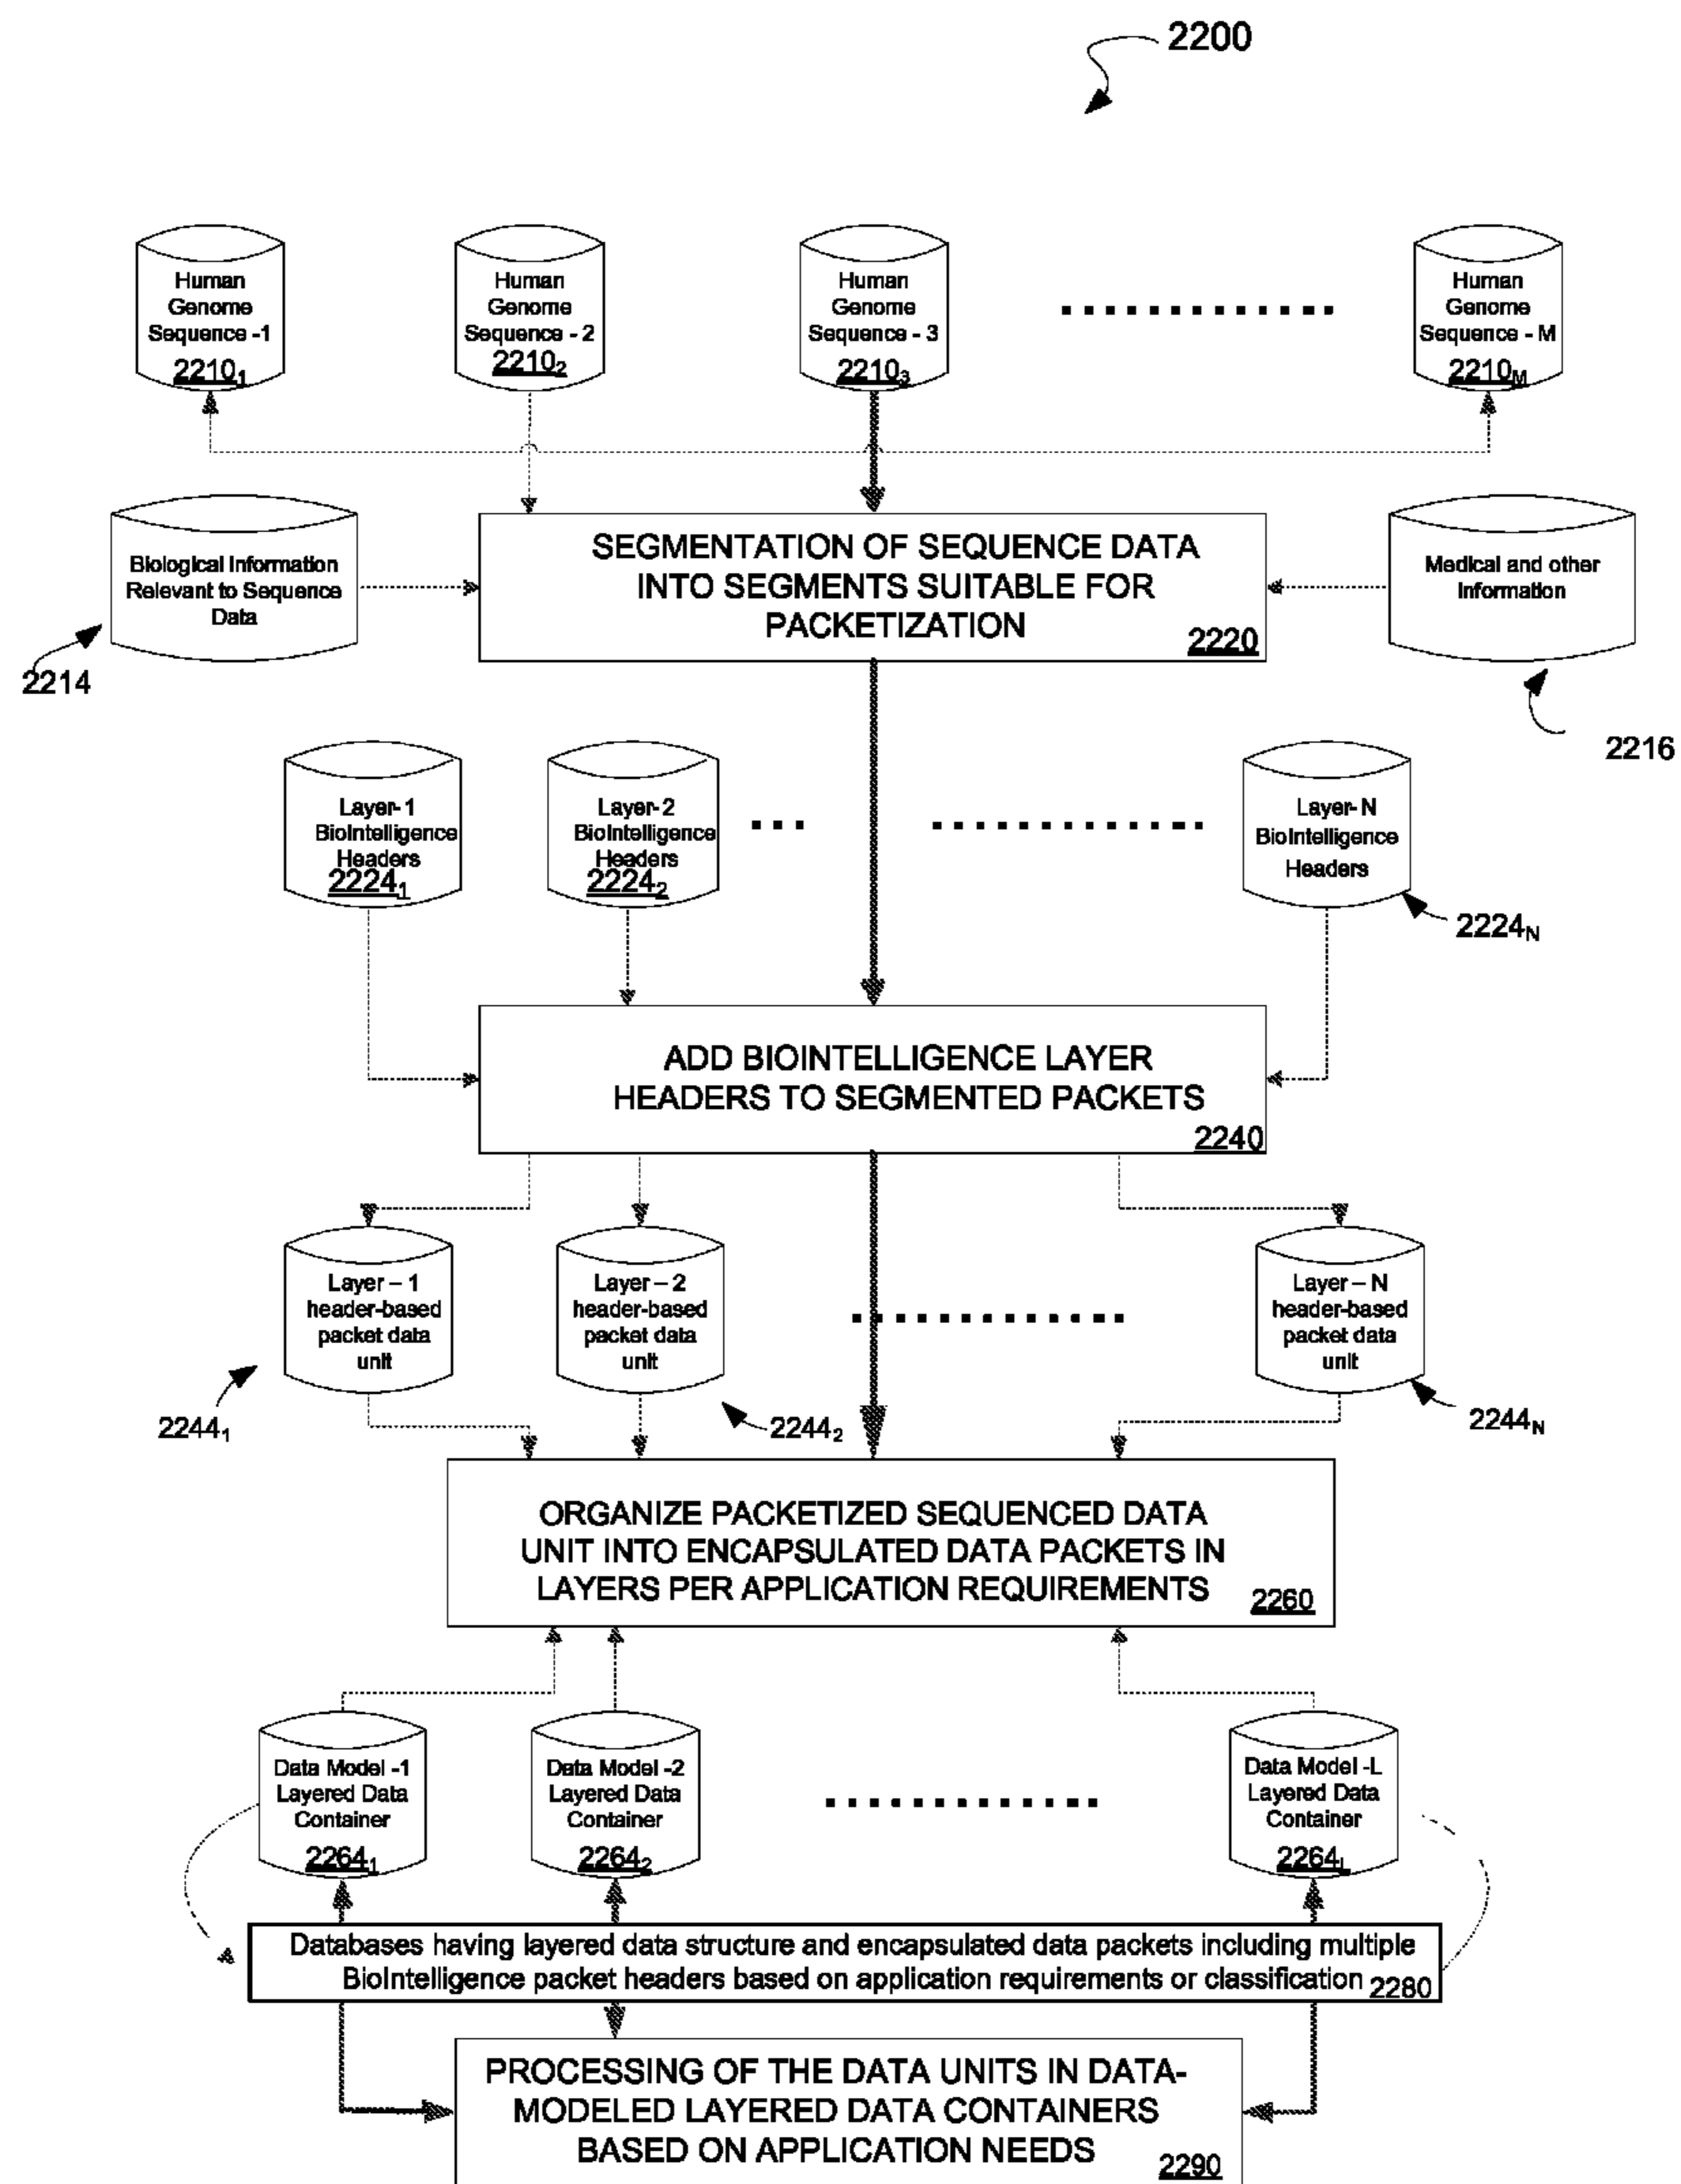 2200
Human
Genome
Sequence -1
2210₁
Human
Genome
Sequence - 2
2210₂
Human
Genome
Sequence - 3
2210₃
Human
Genome
Sequence - M
2210M
Biological Information
Relevant to Sequence
Data
2214
SEGMENTATION OF SEQUENCE DATA
INTO SEGMENTS SUITABLE FOR
PACKETIZATION
2220
Medical and other
Information
2216
Layer-1
BioIntelligence
Headers
2224₁
Layer-2
BioIntelligence
Headers
2224₂
Layer-N
BioIntelligence
Headers
2224N
ADD BIOINTELLIGENCE LAYER
HEADERS TO SEGMENTED PACKETS
2240
Layer – 1
header-based
packet data
unit
2244₁
Layer – 2
header-based
packet data
unit
2244₂
Layer – N
header-based
packet data
unit
2244N
ORGANIZE PACKETIZED SEQUENCED DATA
UNIT INTO ENCAPSULATED DATA PACKETS IN
LAYERS PER APPLICATION REQUIREMENTS
2260
Data Model -1
Layered Data
Container
2264₁
Data Model -2
Layered Data
Container
2264₂
Data Model -L
Layered Data
Container
2264L
Databases having layered data structure and encapsulated data packets including multiple
BioIntelligence packet headers based on application requirements or classification 2280
PROCESSING OF THE DATA UNITS IN DATA-
MODELED LAYERED DATA CONTAINERS
BASED ON APPLICATION NEEDS
2290